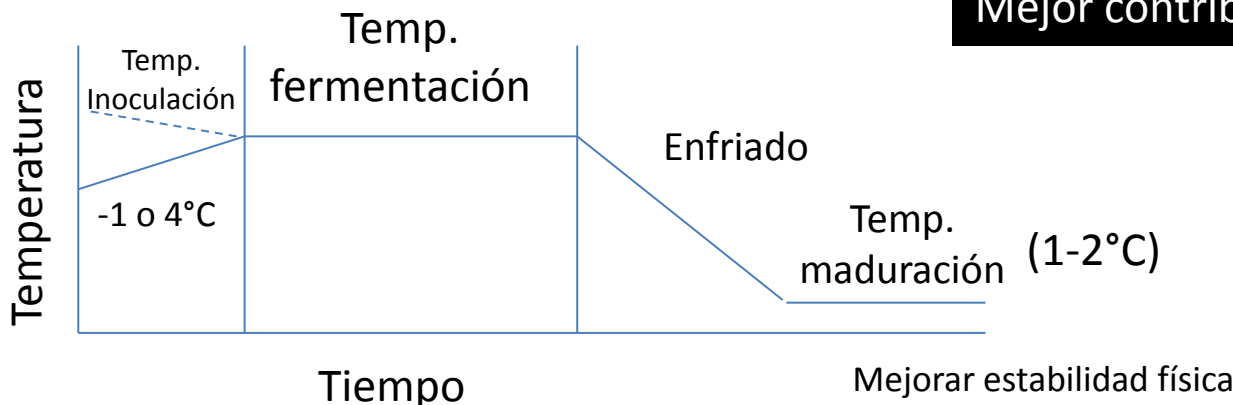 Mejor contrib
Temp.
fermentación
Temp.
Inoculación
Temperatura
Enfriado
-1 o 4°C
Temp.
maduración
(1-2°C)
Tiempo
Mejorar estabilidad física